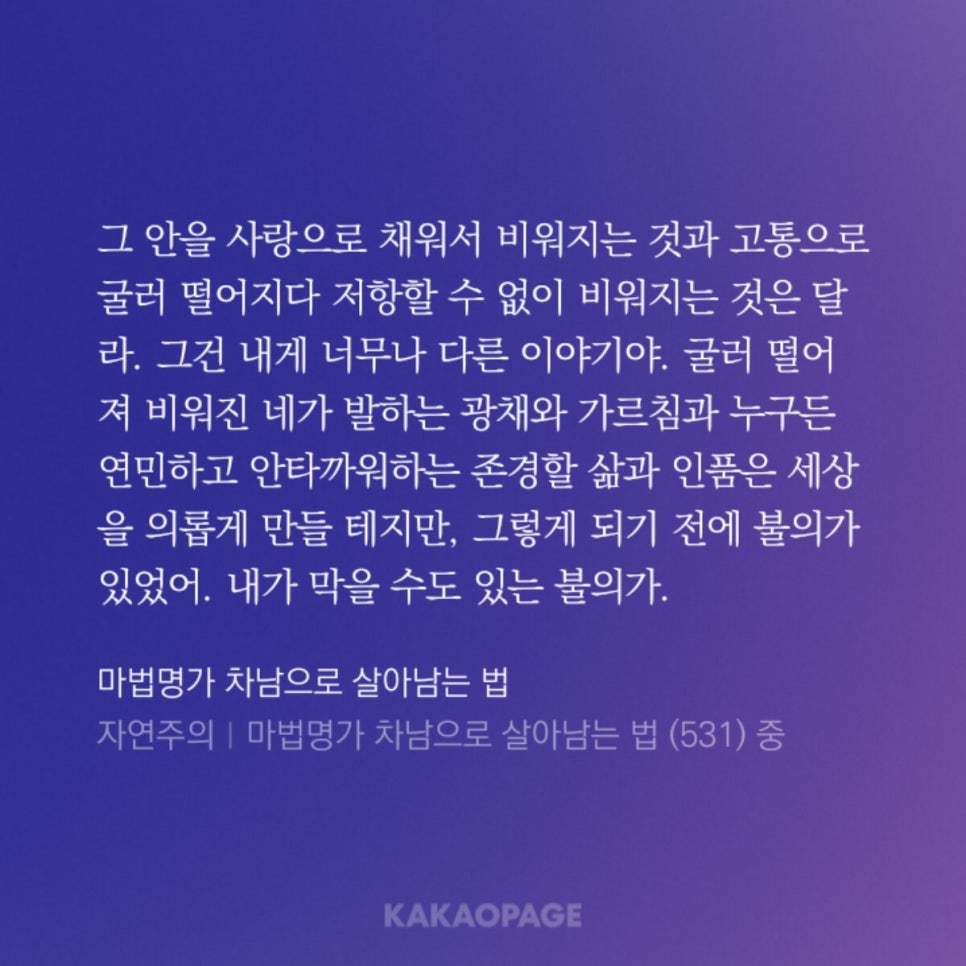 그 안을 사랑으로 채워서 비워지는 것과 고통으로
굴러 떨어지다 저항할 수 없이 비워지는 것은 달
라. 그건 내게 너무나 다른 이야기야. 굴러 떨어
져 비워진 네가 발하는 광채와 가르침과 누구든
연민하고 안타까워하는 존경할 삶과 인품은 세상
을 의롭게 만들 테지만, 그렇게 되기 전에 불의가
있었어. 내가 막을 수도 있는 불의가.
마법명가 차남으로 살아남는 법
자연주의 | 마법명가 차남으로 살아남는 법 (531) 중
KAKAOPAGE